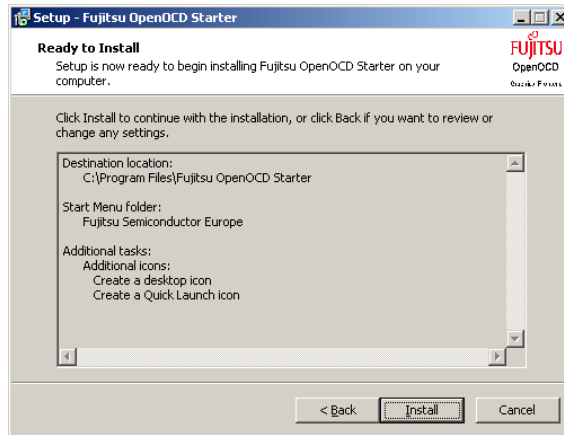 Setup - Fujitsu OpenOCD Starter
Ready to Install
Setup is now ready to begin installing Fujitsu OpenOCD Starter on your
computer.
FUJITSU
OpenOCD
Click Install to continue with the installation, or click Back if you want to review or
change any settings.
Destination location:
C:\Program Files\Fujitsu OpenOCD Starter
Start Menu folder:
Fujitsu Semiconductor Europe
Additional tasks:
Additional icons:
Create a desktop icon
Create a Quick Launch icon
< Back
Install
Cancel